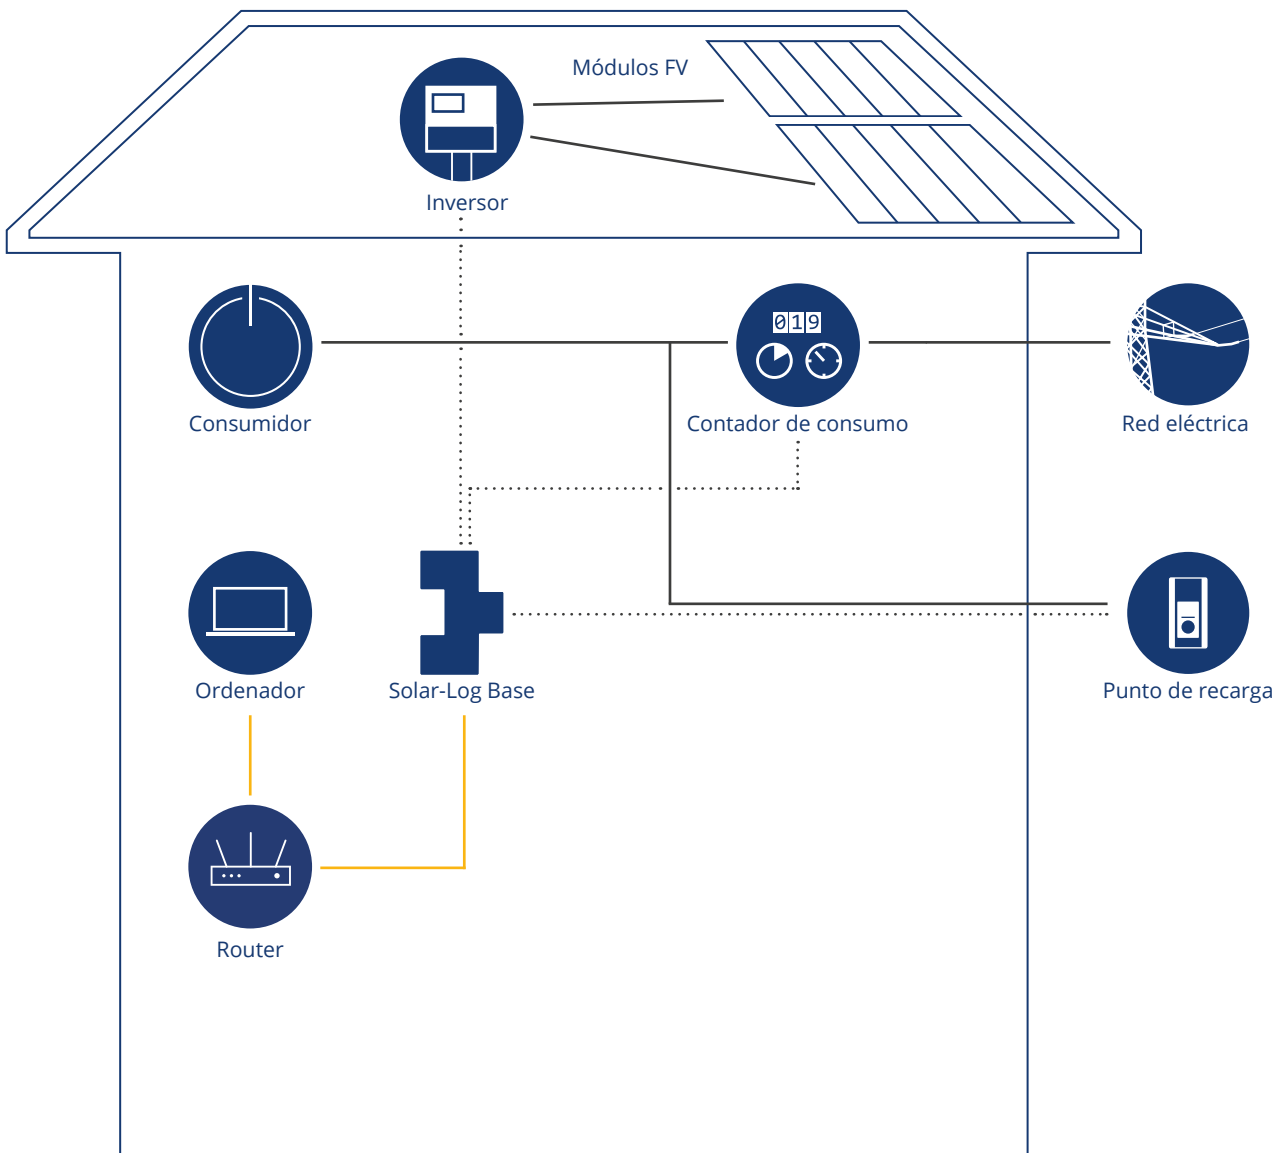 Módulos FV
Inversor
019
Consumidor
Contador de consumo
Red eléctrica
Ordenador
Solar-Log Base
Punto de recarga
Router